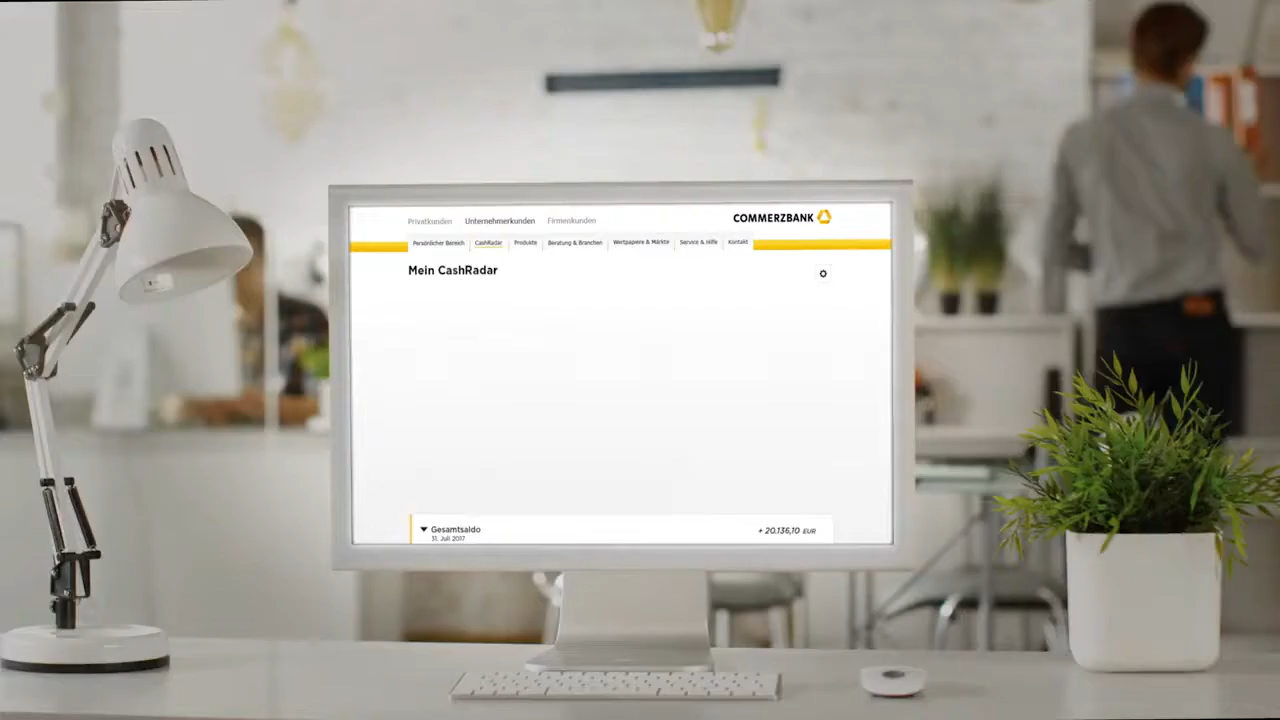 Privatkunden Unternehmerkunden Firmenkunden
COMMERZBANK
Persönlicher Bereich CashRadar Produkte Beratung & Branchen Wertpapiere & Märkte Service & Hilfe Kontakt
Mein CashRadar
Gesamtsaldo + 20.136,10 EUR
31. Juli 2017